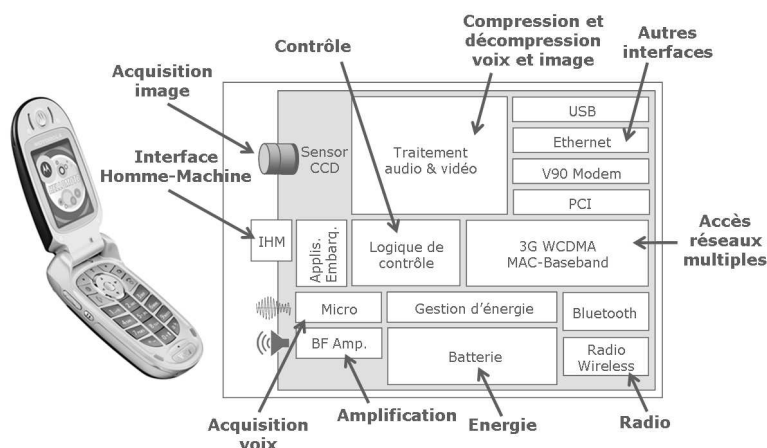 Compression et
décompression
voix et image
Autres
interfaces
Contrôle
Acquisition
image
Interface
Homme-Machine
Sensor
CCD
Traitement
audio & vidéo
USB
Ethernet
V90 Modem
PCI
IHM
Applis.
Embarq.
Logique de
contrôle
3G WCDMA
MAC-Baseband
Accès
réseaux
multiples
Micro
Gestion d'énergie
Bluetooth
BF Amp.
Batterie
Radio
Wireless
Acquisition
voix
Amplification
Energie
Radio